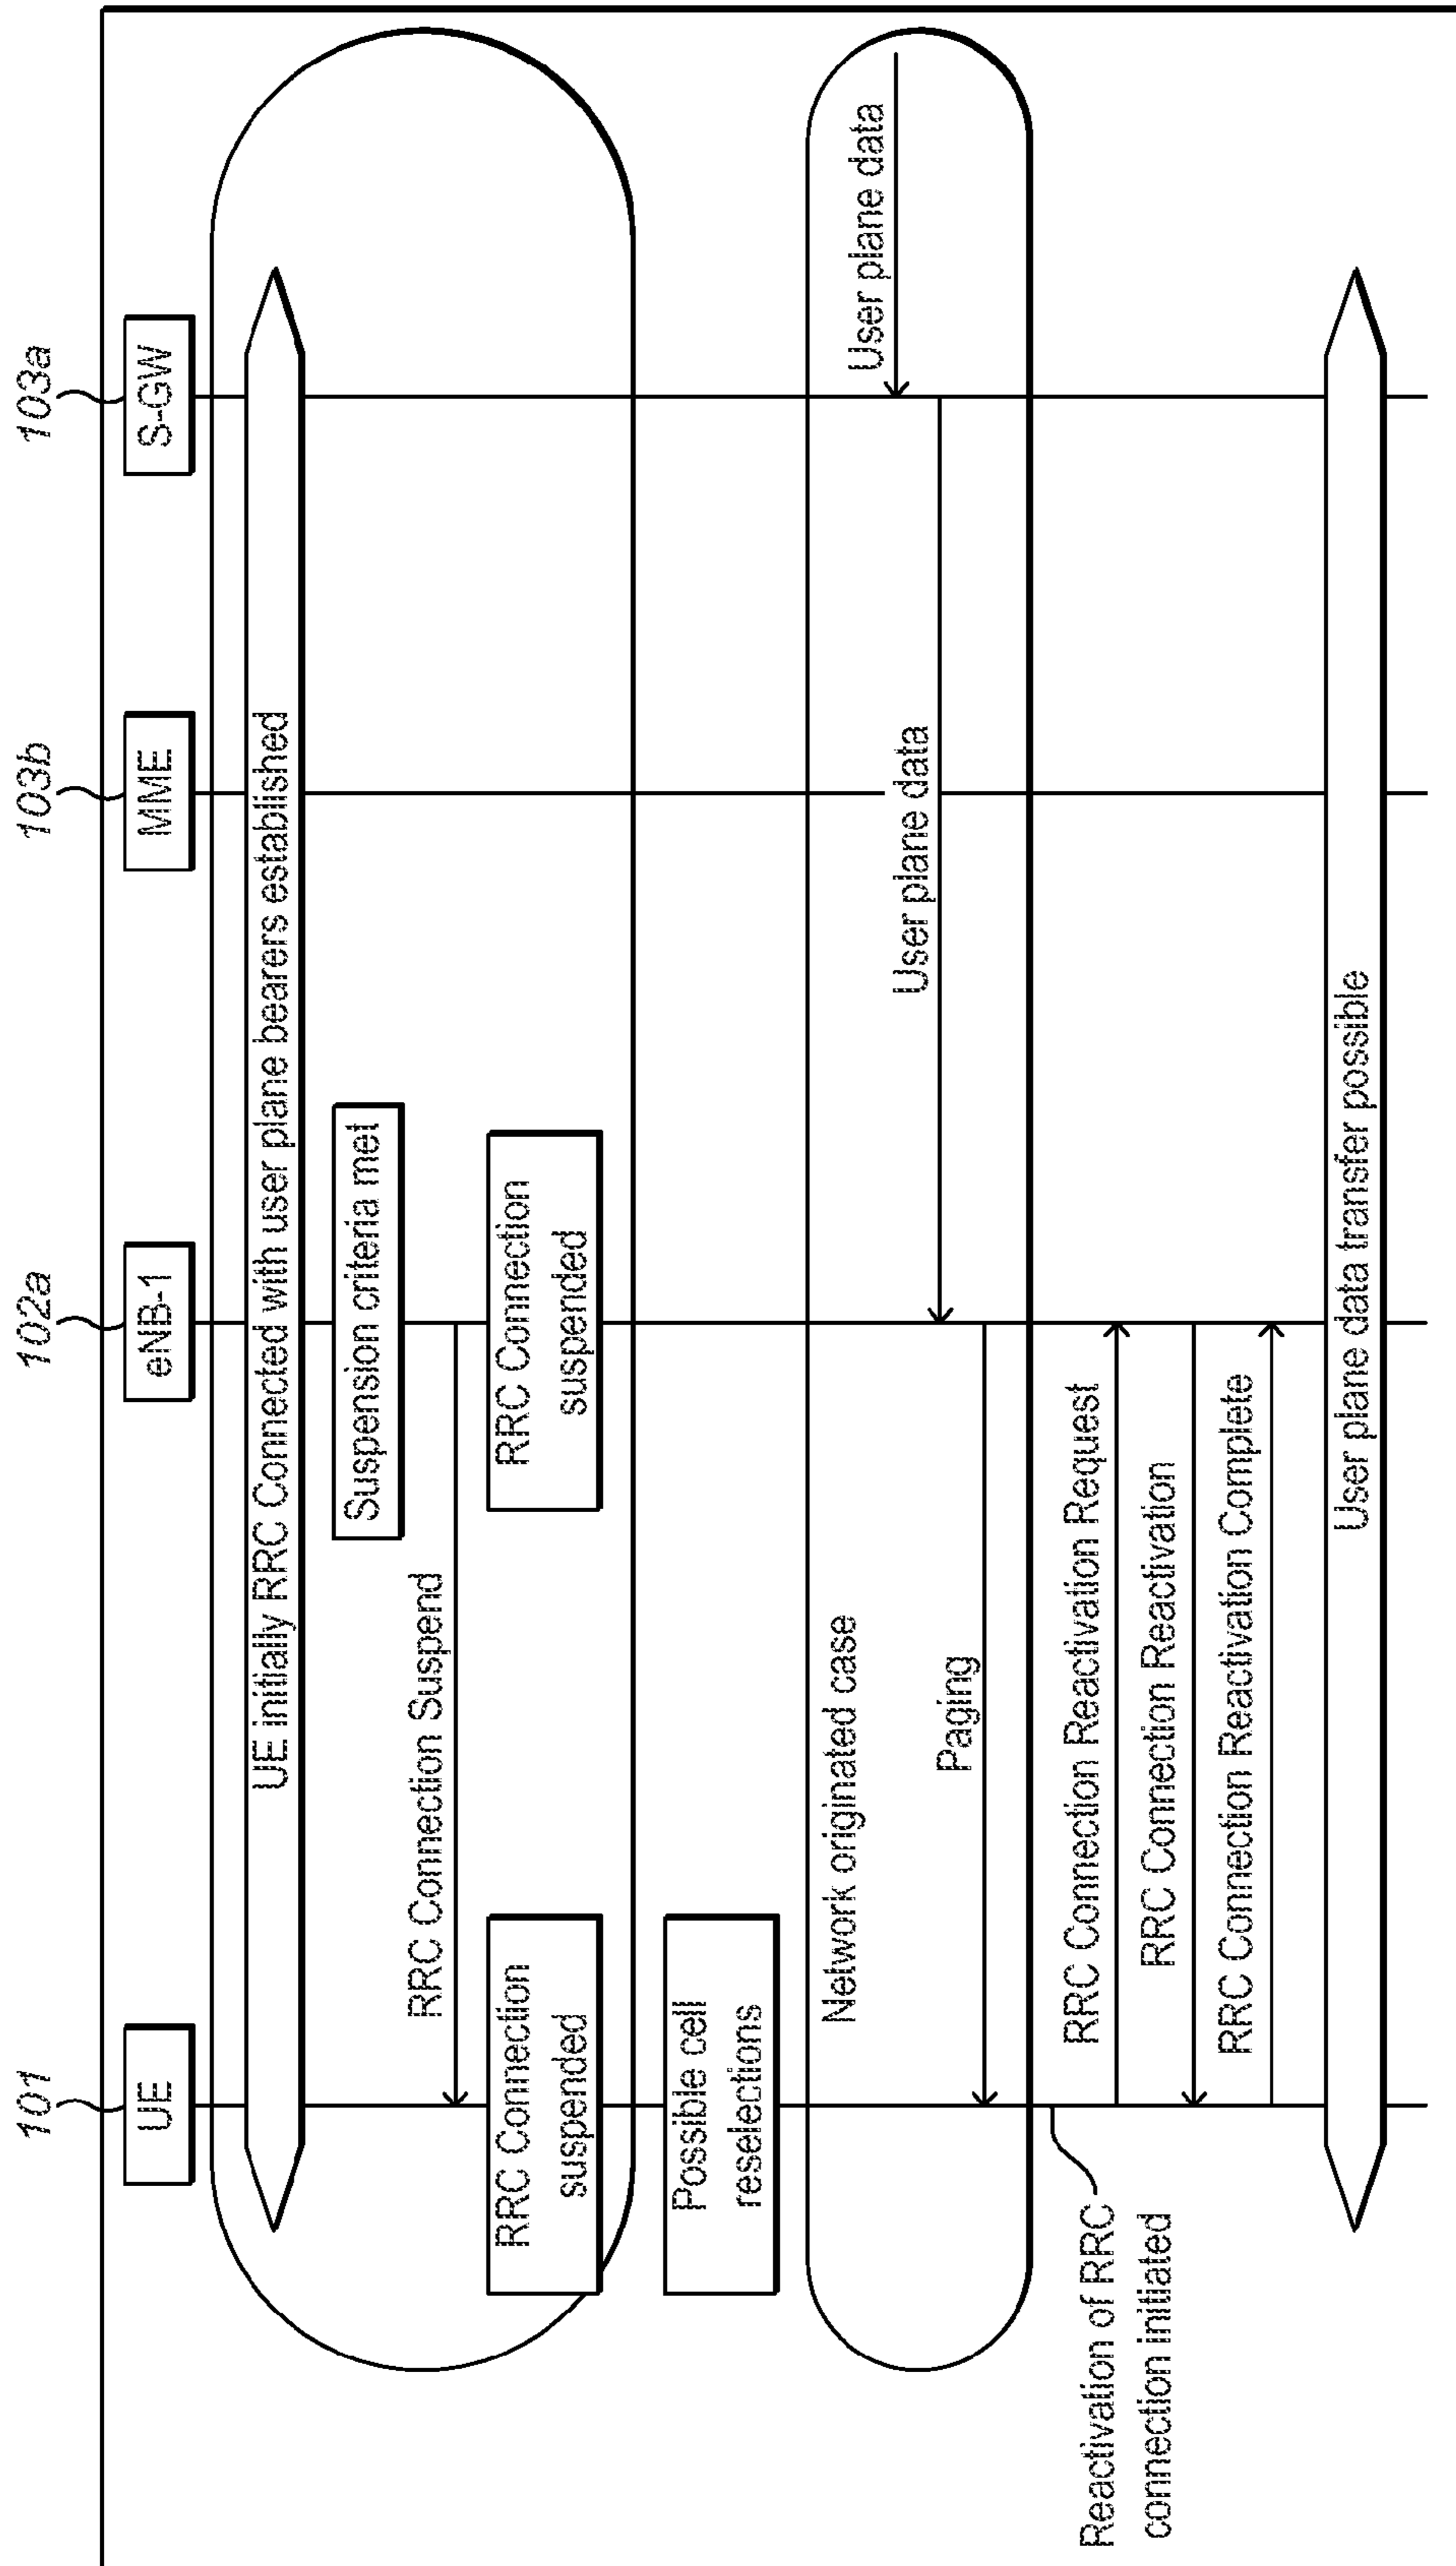 101
102a
103b
103a
UE
eNB-1
MME
S-GW
UE initially RRC Connected with user plane bearers established
Suspension criteria met
RRC Connection Suspend
RRC Connection
suspended
RRC Connection
suspended
Possible cell
reselections
Network originated case
User plane data
User plane data
Paging
Reactivation of RRC
connection initiated
RRC Connection Reactivation Request
RRC Connection Reactivation
RRC Connection Reactivation Complete
User plane data transfer possible